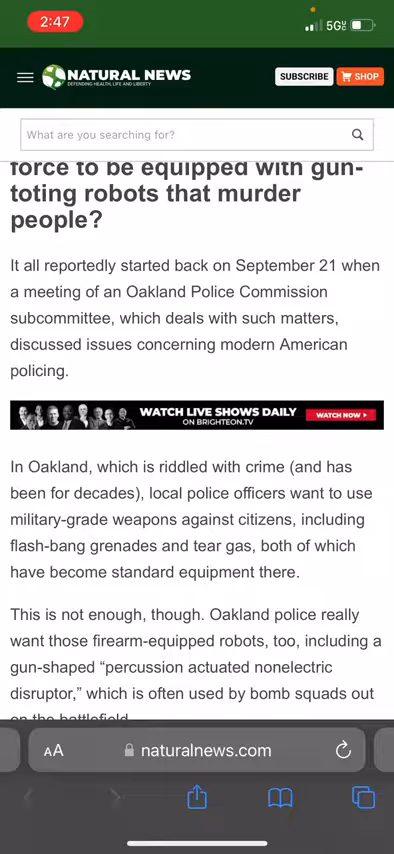 2:47
5G UC
NATURAL NEWS
DEFENDING HEALTH, LIFE AND LIBERTY
SUBSCRIBE
SHOP
What are you searching for?
force to be equipped with gun-
toting robots that murder
people?
It all reportedly started back on September 21 when
a meeting of an Oakland Police Commission
subcommittee, which deals with such matters,
discussed issues concerning modern American
policing.
WATCH LIVE SHOWS DAILY
ON BRIGHTEON.TV
WATCH NOW
In Oakland, which is riddled with crime (and has
been for decades), local police officers want to use
military-grade weapons against citizens, including
flash-bang grenades and tear gas, both of which
have become standard equipment there.
This is not enough, though. Oakland police really
want those firearm-equipped robots, too, including a
gun-shaped “percussion actuated nonelectric
disruptor,” which is often used by bomb squads out
on the battlefield.
AA
naturalnews.com